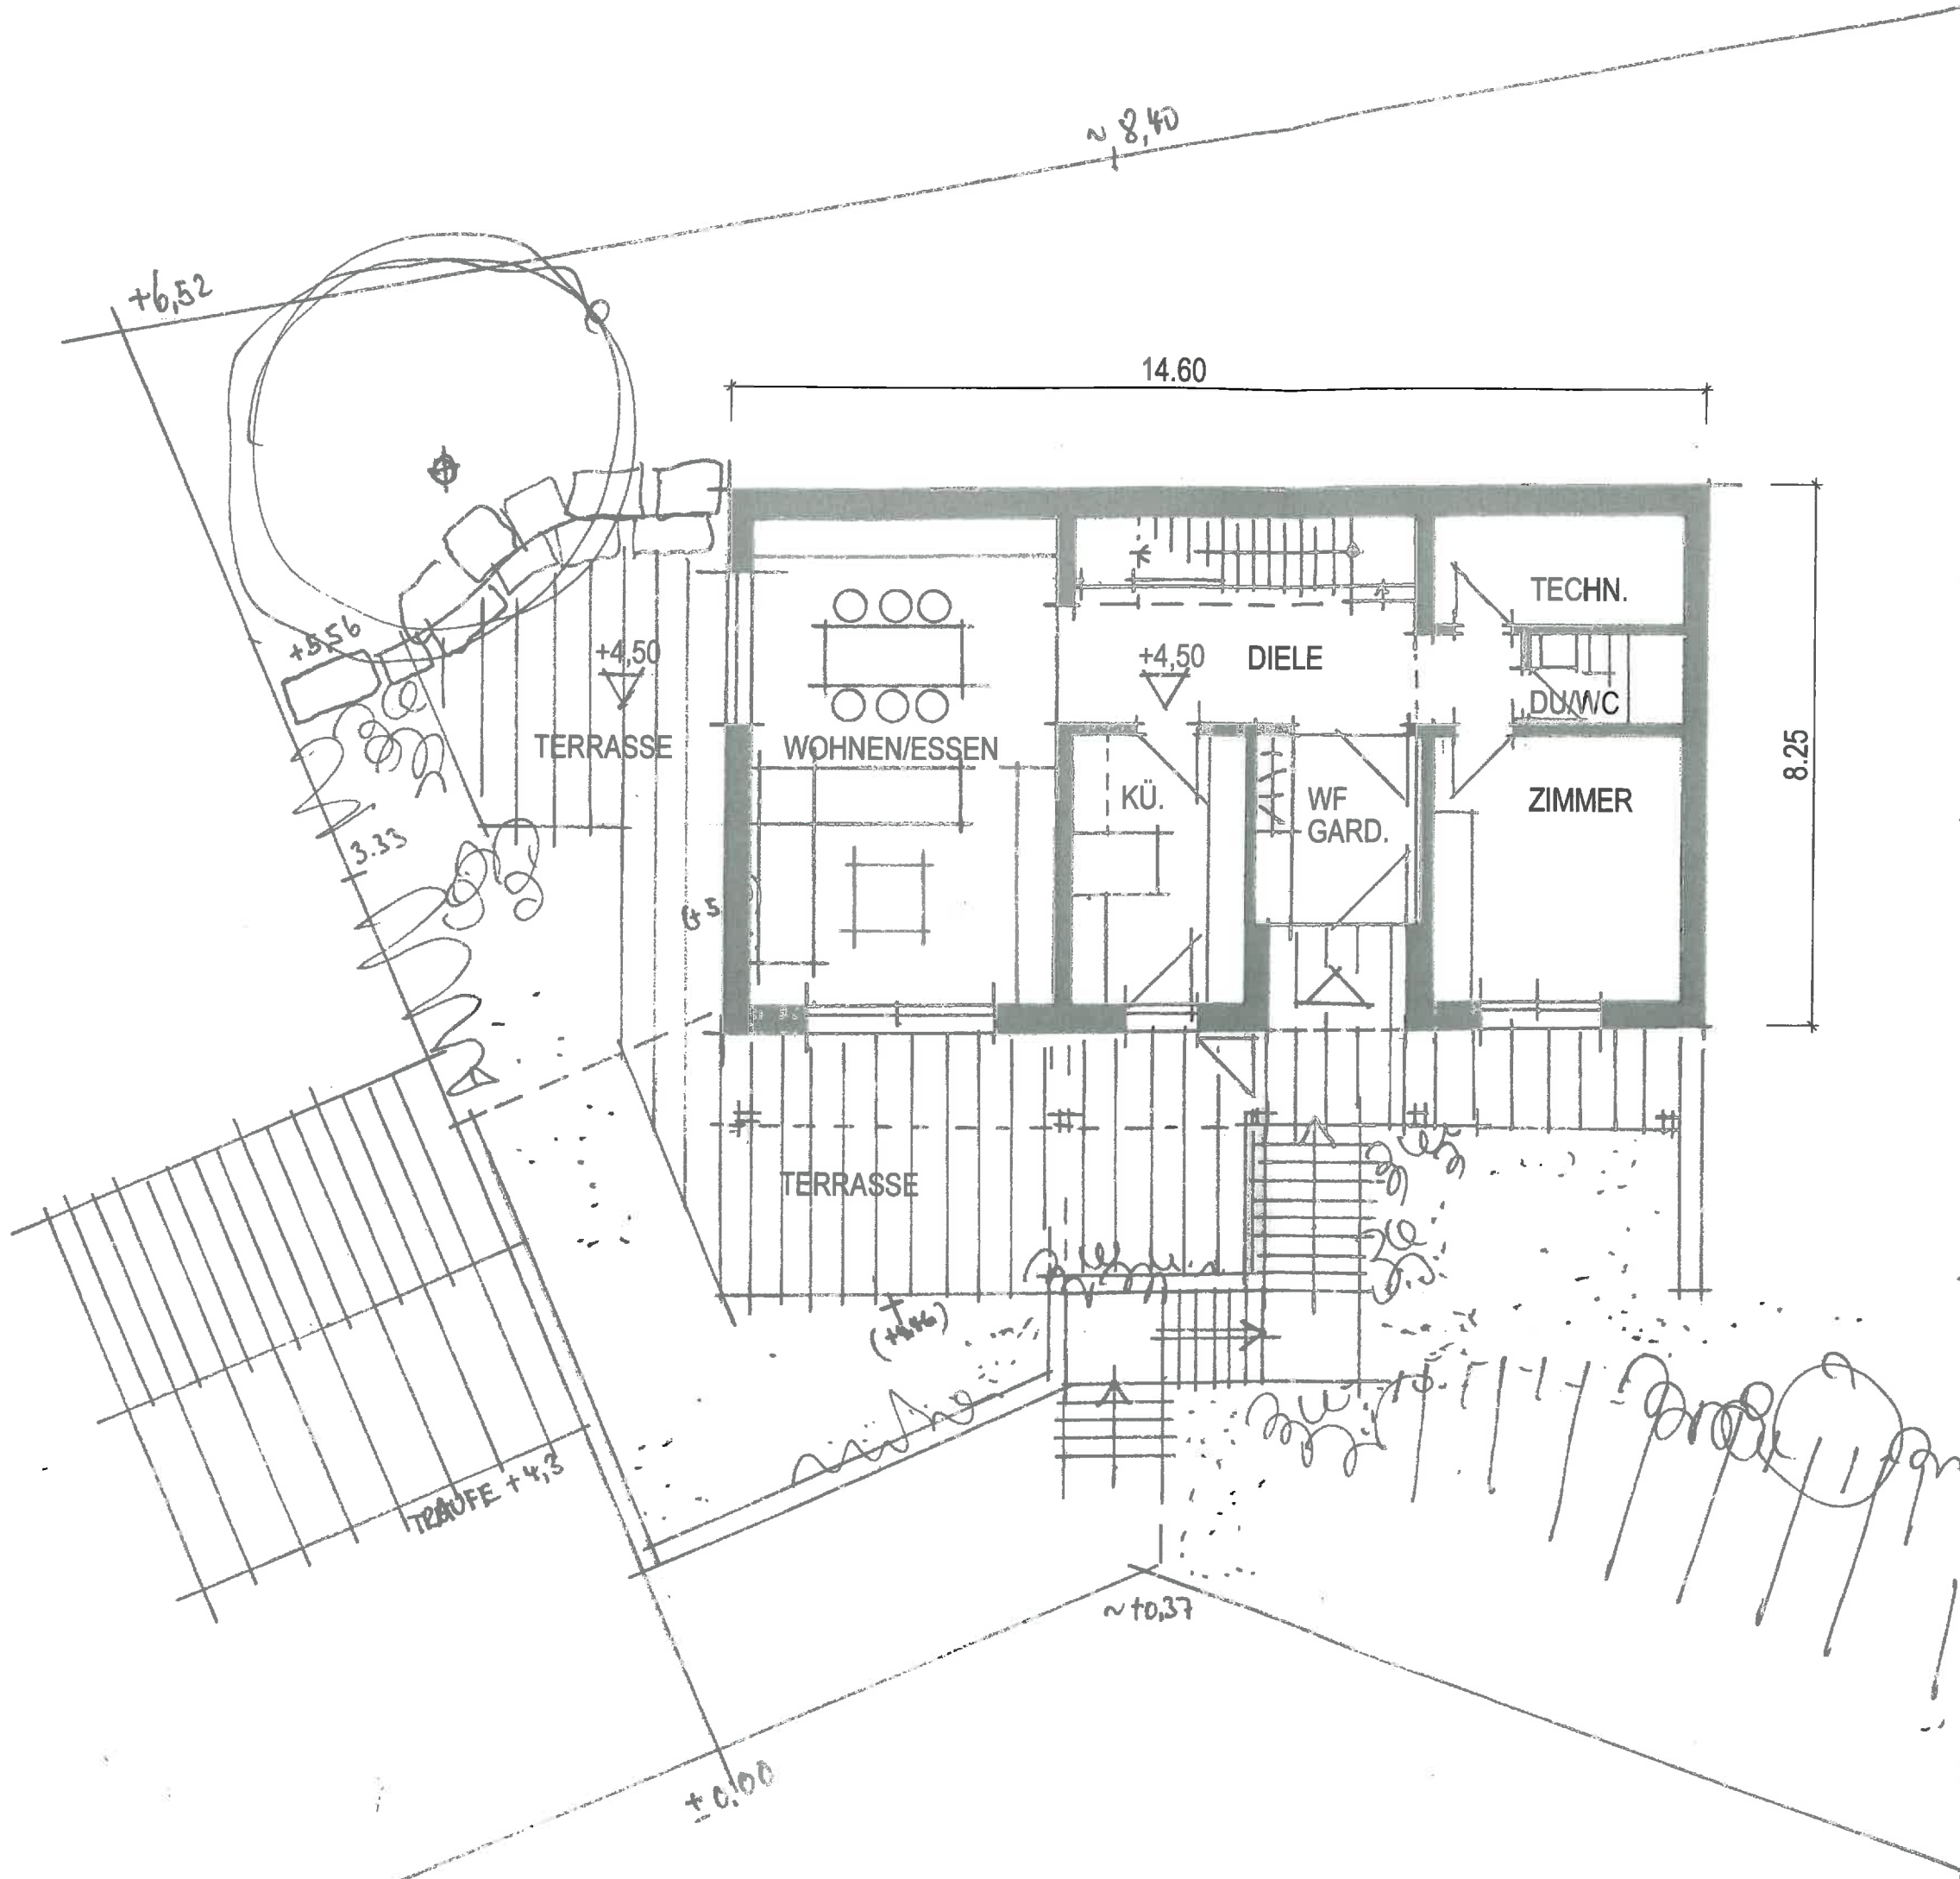 ~ 8,40
+6,52
14.60
TECHN.
+5,56
+4,50
+4,50
DIELE
DU/WC
TERRASSE
WOHNEN/ESSEN
8.25
KÜ.
WF
GARD.
ZIMMER
3.33
TERRASSE
TRAUFE +4,3
~+0,37
±0,00